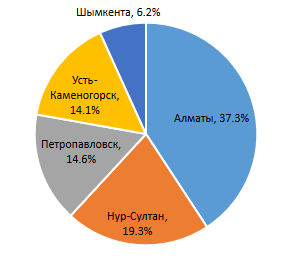 Шымкента, 6.2%
Усть-
Каменогорск,
14.1%
Алматы, 37.3%
Петропавловск,
14.6%
Нур-Султан,
19.3%